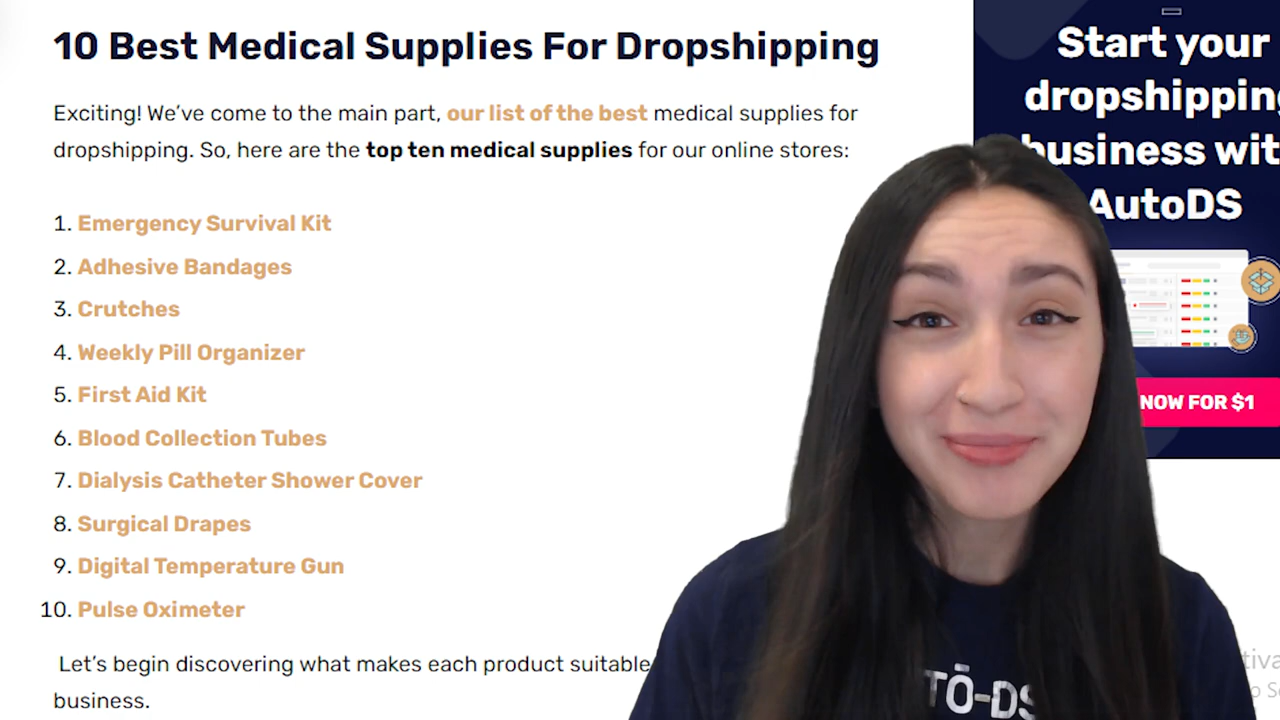 10 Best Medical Supplies For Dropshipping
Exciting! We’ve come to the main part, our list of the best medical supplies for
dropshipping. So, here are the top ten medical supplies for our online stores:
1. Emergency Survival Kit
2. Adhesive Bandages
3. Crutches
4. Weekly Pill Organizer
5. First Aid Kit
6. Blood Collection Tubes
7. Dialysis Catheter Shower Cover
8. Surgical Drapes
9. Digital Temperature Gun
10. Pulse Oximeter
Let’s begin discovering what makes each product suitable
business.
Start your
dropshipping
business
AutoDS
NOW FOR $1
TŌ-DS